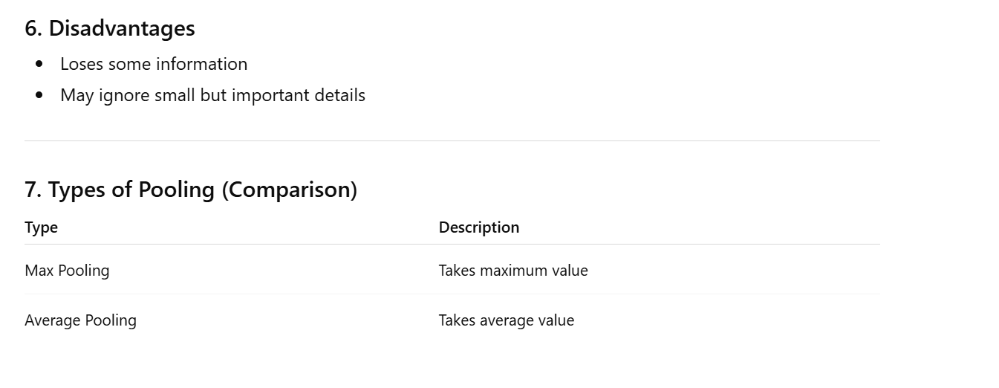 6. Disadvantages
• Loses some information
• May ignore small but important details
7. Types of Pooling (Comparison)
Type Description
Max Pooling Takes maximum value
Average Pooling Takes average value